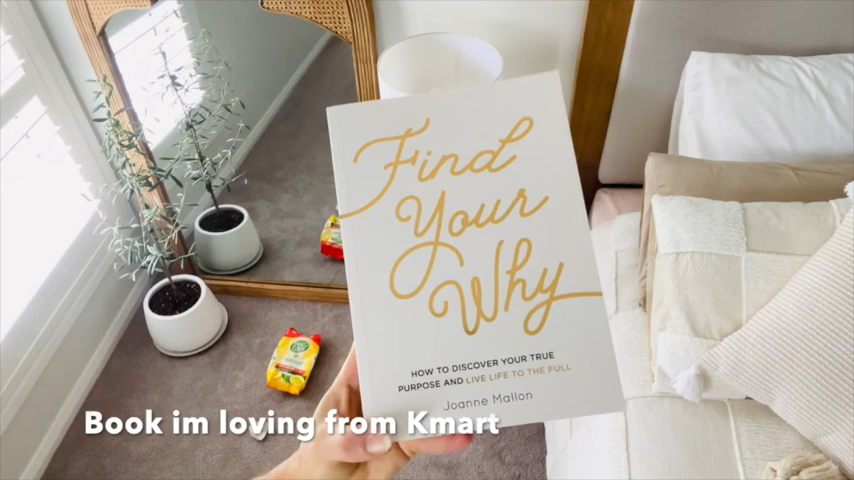 Find
Your
Why
HOW TO DISCOVER YOUR TRUE
PURPOSE AND LIVE LIFE TO THE FULL
Joanne Mallon
Book im loving from Kmart